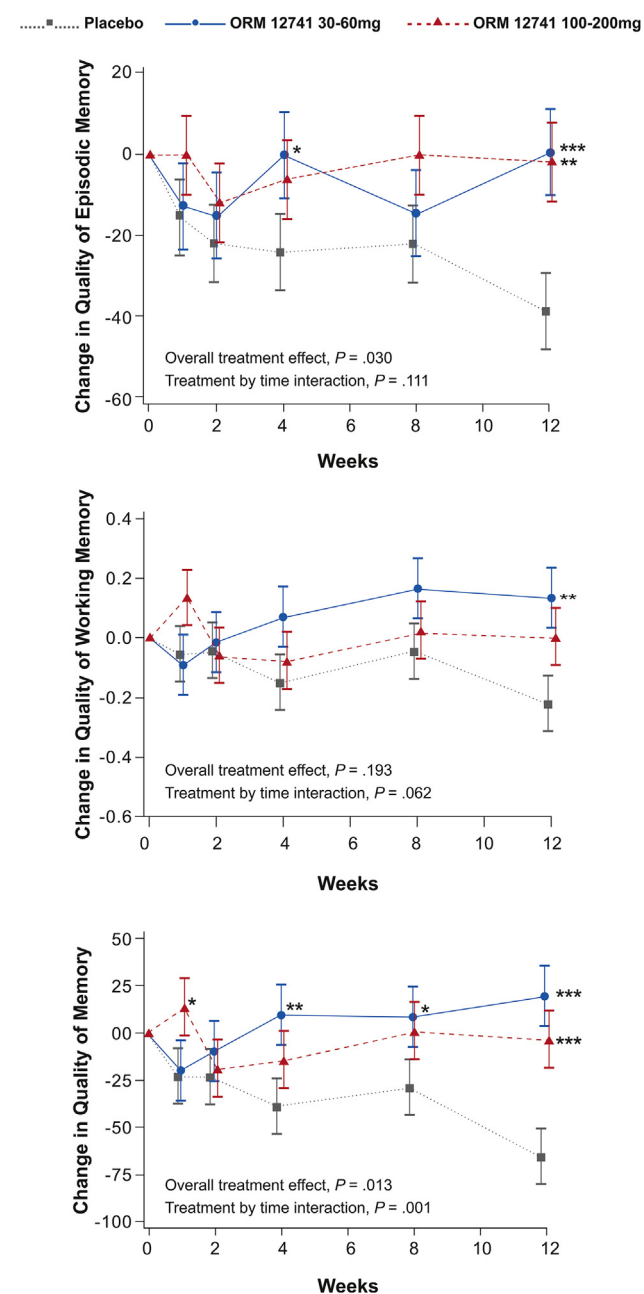 Placebo ORM 12741 30-60mg ORM 12741 100-200mg
Change in Quality of Episodic Memory
20
0
-20
-40
-60
*
***
**
Overall treatment effect, P = .030
Treatment by time interaction, P = .111
0 2 4 6 8 10 12
Weeks
Change in Quality of Working Memory
0.4
0.2
0.0
-0.2
-0.4
-0.6
**
Overall treatment effect, P = .193
Treatment by time interaction, P = .062
0 2 4 6 8 10 12
Weeks
Change in Quality of Memory
50
25
00
-25
-50
-75
-100
*
**
*
***
***
Overall treatment effect, P = .013
Treatment by time interaction, P = .001
0 2 4 6 8 10 12
Weeks